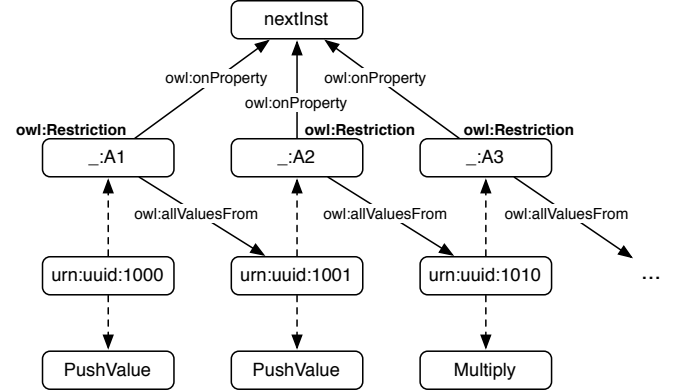 nextInst
owl:onProperty
owl:onProperty
owl:onProperty
owl:Restriction
owl:Restriction
owl:Restriction
_:A1
_:A2
_:A3
owl:allValuesFrom
owl:allValuesFrom
owl:allValuesFrom
urn:uuid:1000
urn:uuid:1001
urn:uuid:1010
...
PushValue
PushValue
Multiply